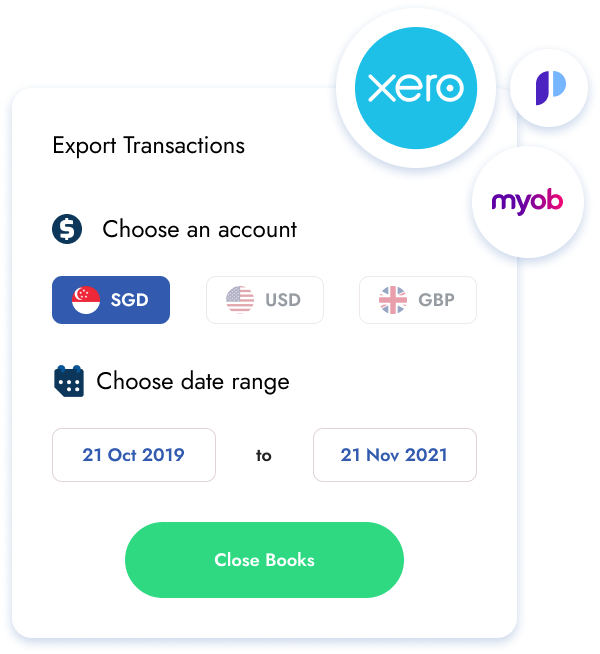 xero
myob
Export Transactions
$ Choose an account
SGD USD GBP
Choose date range
21 Oct 2019 to 21 Nov 2021
Close Books